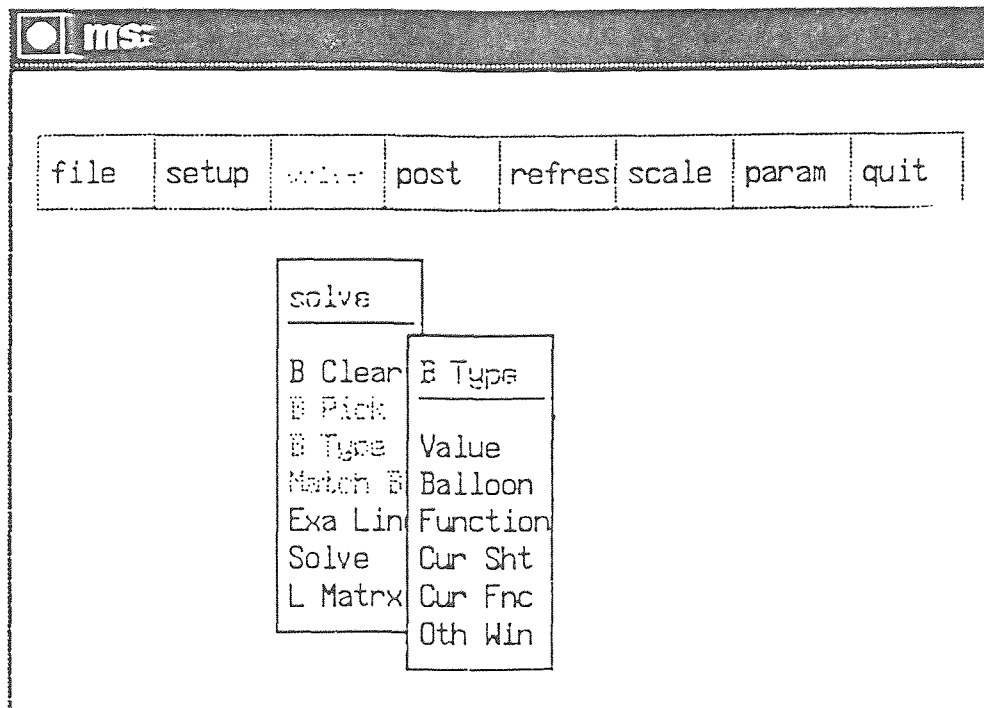 file setup solve post refres scale param quit
solve
B Clear
B Pick
B Type
Match B
Exa Lin
Solve
L Matrx
B Type
Value
Balloon
Function
Cur Sht
Cur Fnc
Oth Win